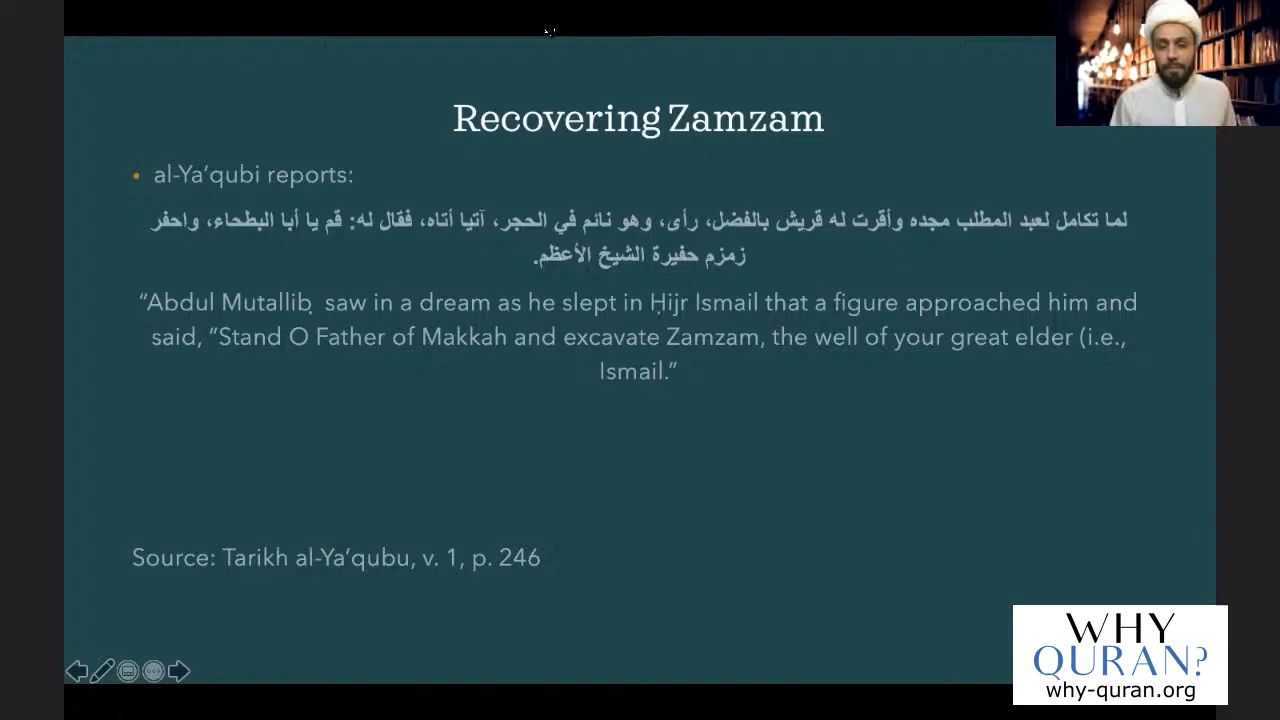 Recovering Zamzam
• al-Ya’qubi reports:
لما تكامل لعبد المطلب مجده وأقرت له قريش بالفضل، رأى، وهو نائم في الحجر، آتيا أتاه، فقال له: قم يا أبا البطحاء، واحفر
زمزم حفيرة الشيخ الأعظم.
“Abdul Mutalliḅ saw in a dream as he slept in Ḥijr Ismail that a figure approached him and
said, “Stand O Father of Makkah and excavate Zamzam, the well of your great elder (i.e.,
Ismail.”
Source: Tarikh al-Ya’qubu, v. 1, p. 246
WHY
QURAN?
why-quran.org